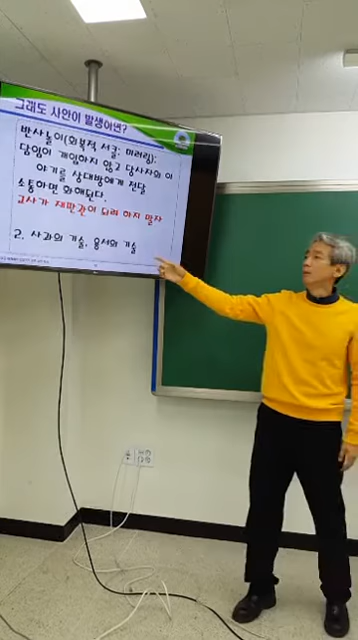 그래도 사안이 발생이면?
반사놀이(회복적 서클: 미러링):
담임이 개입하지 않고 당사자의 이
야기를 상대방에게 전달
소통하면 화해된다.
교사가 재판관이 되려 하지 말자
2. 사과의 기술, 용서의 기술